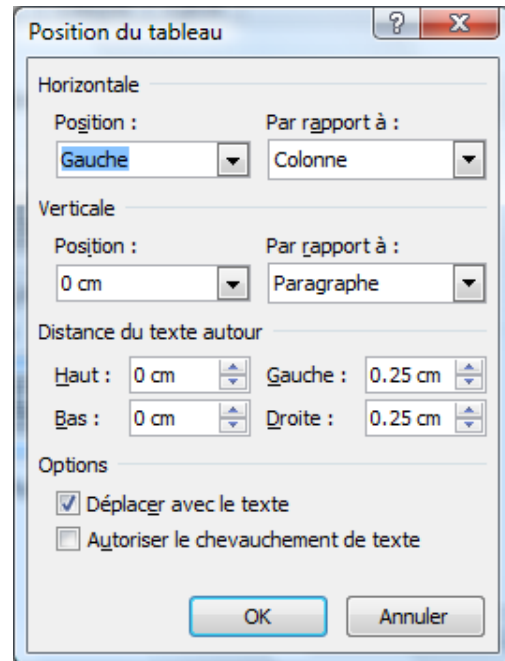 Position du tableau
Horizontale
Position : Par rapport à :
Gauche Colonne
Verticale
Position : Par rapport à :
0 cm Paragraphe
Distance du texte autour
Haut : 0 cm Gauche : 0.25 cm
Bas : 0 cm Droite : 0.25 cm
Options
Déplacer avec le texte
Autoriser le chevauchement de texte
OK Annuler